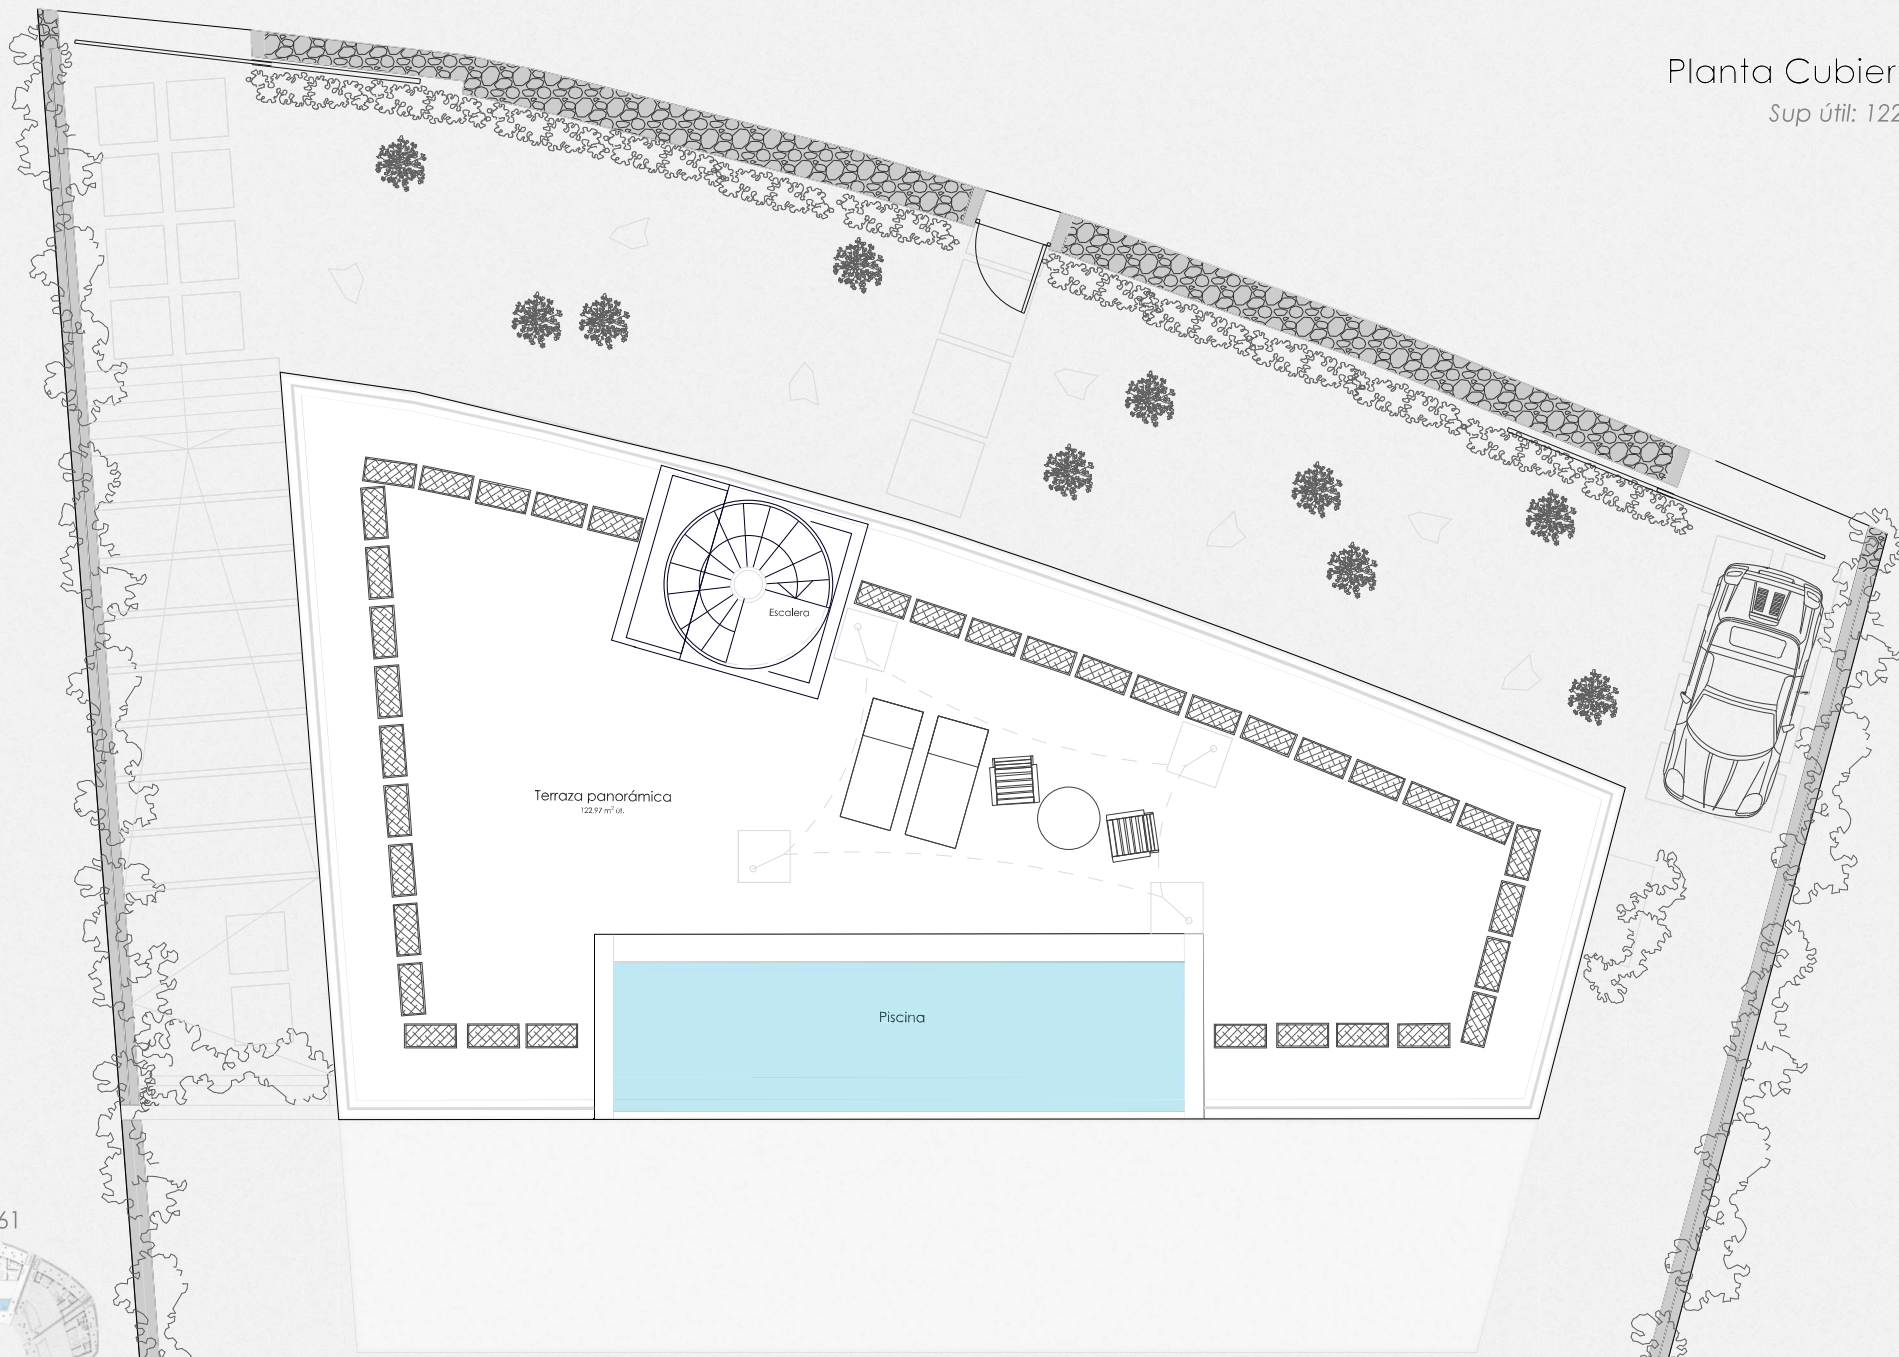 Planta Cubier
Sup útil: 122
Escalera
Terraza panorámica
122.97 m² út.
Piscina
61